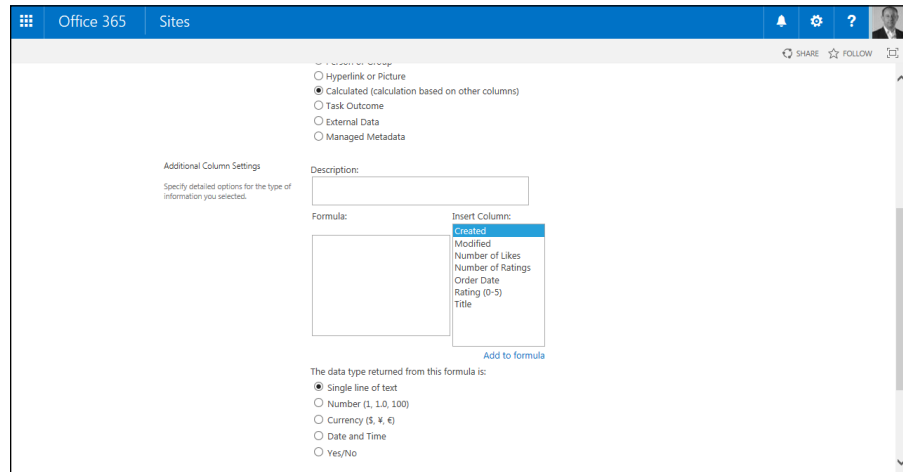 Office 365 Sites ?
SHARE FOLLOW
Person or Group
Hyperlink or Picture
Calculated (calculation based on other columns)
Task Outcome
External Data
Managed Metadata
Additional Column Settings
Specify detailed options for the type of
information you selected.
Description:
Formula:
Insert Column:
Created
Modified
Number of Likes
Number of Ratings
Order Date
Rating (0-5)
Title
Add to formula
The data type returned from this formula is:
Single line of text
Number (1, 1.0, 100)
Currency ($, ¥, €)
Date and Time
Yes/No